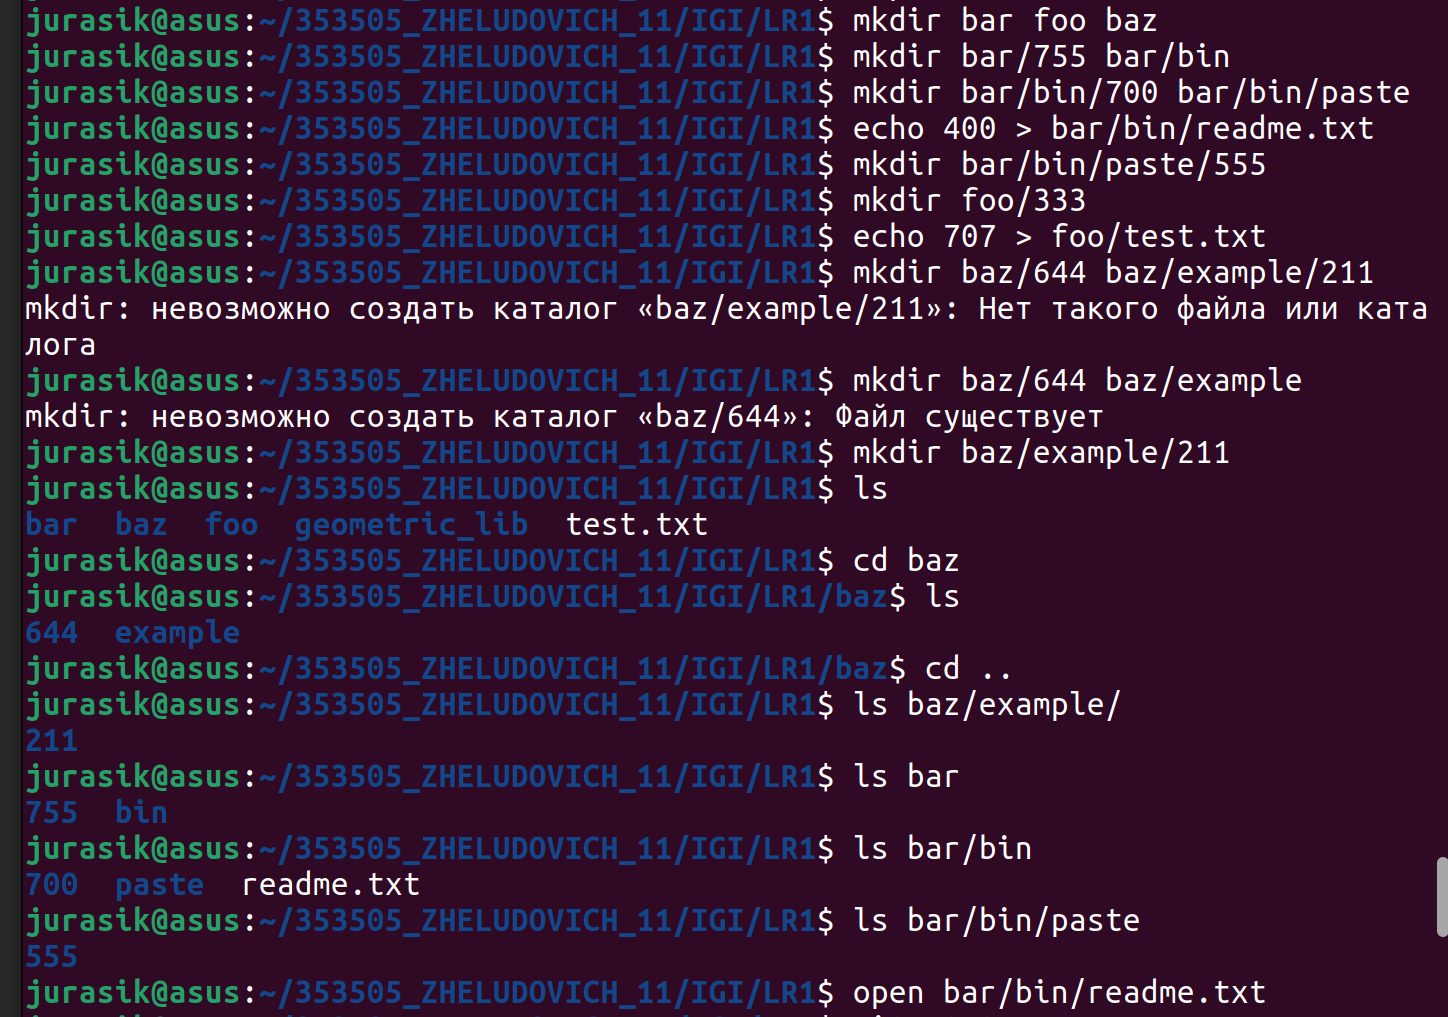 jurasik@asus:~/353505_ZHELUDOVICH_11/IGI/LR1$ mkdir bar foo baz
jurasik@asus:~/353505_ZHELUDOVICH_11/IGI/LR1$ mkdir bar/755 bar/bin
jurasik@asus:~/353505_ZHELUDOVICH_11/IGI/LR1$ mkdir bar/bin/700 bar/bin/paste
jurasik@asus:~/353505_ZHELUDOVICH_11/IGI/LR1$ echo 400 > bar/bin/readme.txt
jurasik@asus:~/353505_ZHELUDOVICH_11/IGI/LR1$ mkdir bar/bin/paste/555
jurasik@asus:~/353505_ZHELUDOVICH_11/IGI/LR1$ mkdir foo/333
jurasik@asus:~/353505_ZHELUDOVICH_11/IGI/LR1$ echo 707 > foo/test.txt
jurasik@asus:~/353505_ZHELUDOVICH_11/IGI/LR1$ mkdir baz/644 baz/example/211
mkdir: невозможно создать каталог «baz/example/211»: Нет такого файла или ката
лога
jurasik@asus:~/353505_ZHELUDOVICH_11/IGI/LR1$ mkdir baz/644 baz/example
mkdir: невозможно создать каталог «baz/644»: Файл существует
jurasik@asus:~/353505_ZHELUDOVICH_11/IGI/LR1$ mkdir baz/example/211
jurasik@asus:~/353505_ZHELUDOVICH_11/IGI/LR1$ ls
bar  baz  foo  geometric_lib  test.txt
jurasik@asus:~/353505_ZHELUDOVICH_11/IGI/LR1$ cd baz
jurasik@asus:~/353505_ZHELUDOVICH_11/IGI/LR1/baz$ ls
644  example
jurasik@asus:~/353505_ZHELUDOVICH_11/IGI/LR1/baz$ cd ..
jurasik@asus:~/353505_ZHELUDOVICH_11/IGI/LR1$ ls baz/example/
211
jurasik@asus:~/353505_ZHELUDOVICH_11/IGI/LR1$ ls bar
755  bin
jurasik@asus:~/353505_ZHELUDOVICH_11/IGI/LR1$ ls bar/bin
700  paste  readme.txt
jurasik@asus:~/353505_ZHELUDOVICH_11/IGI/LR1$ ls bar/bin/paste
555
jurasik@asus:~/353505_ZHELUDOVICH_11/IGI/LR1$ open bar/bin/readme.txt